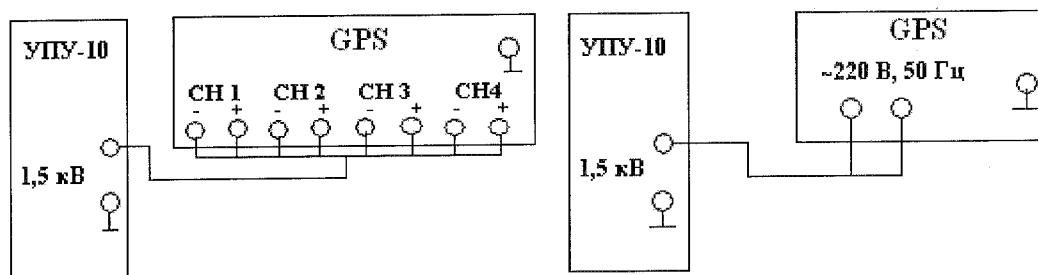 УПУ-10
GPS
CH 1 CH 2 CH 3 CH4
- + - + - + - +
1,5 кВ
УПУ-10
GPS
~220 В, 50 Гц
1,5 кВ